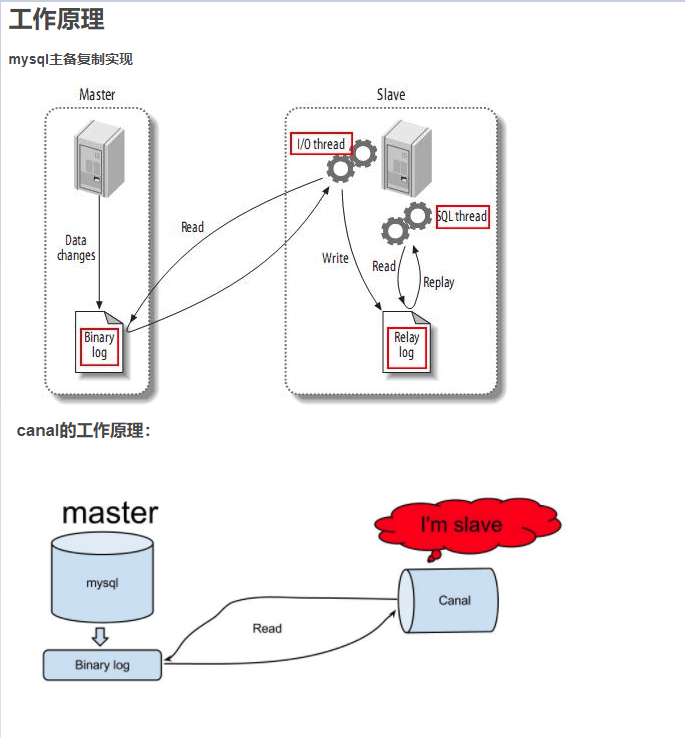 工作原理
mysql主备复制实现
Master
Slave
I/O thread
SQL thread
Read
Data
changes
Write
Read
Replay
Binary
log
Relay
log
canal的工作原理：
master
I'm slave
mysql
Canal
Read
Binary log